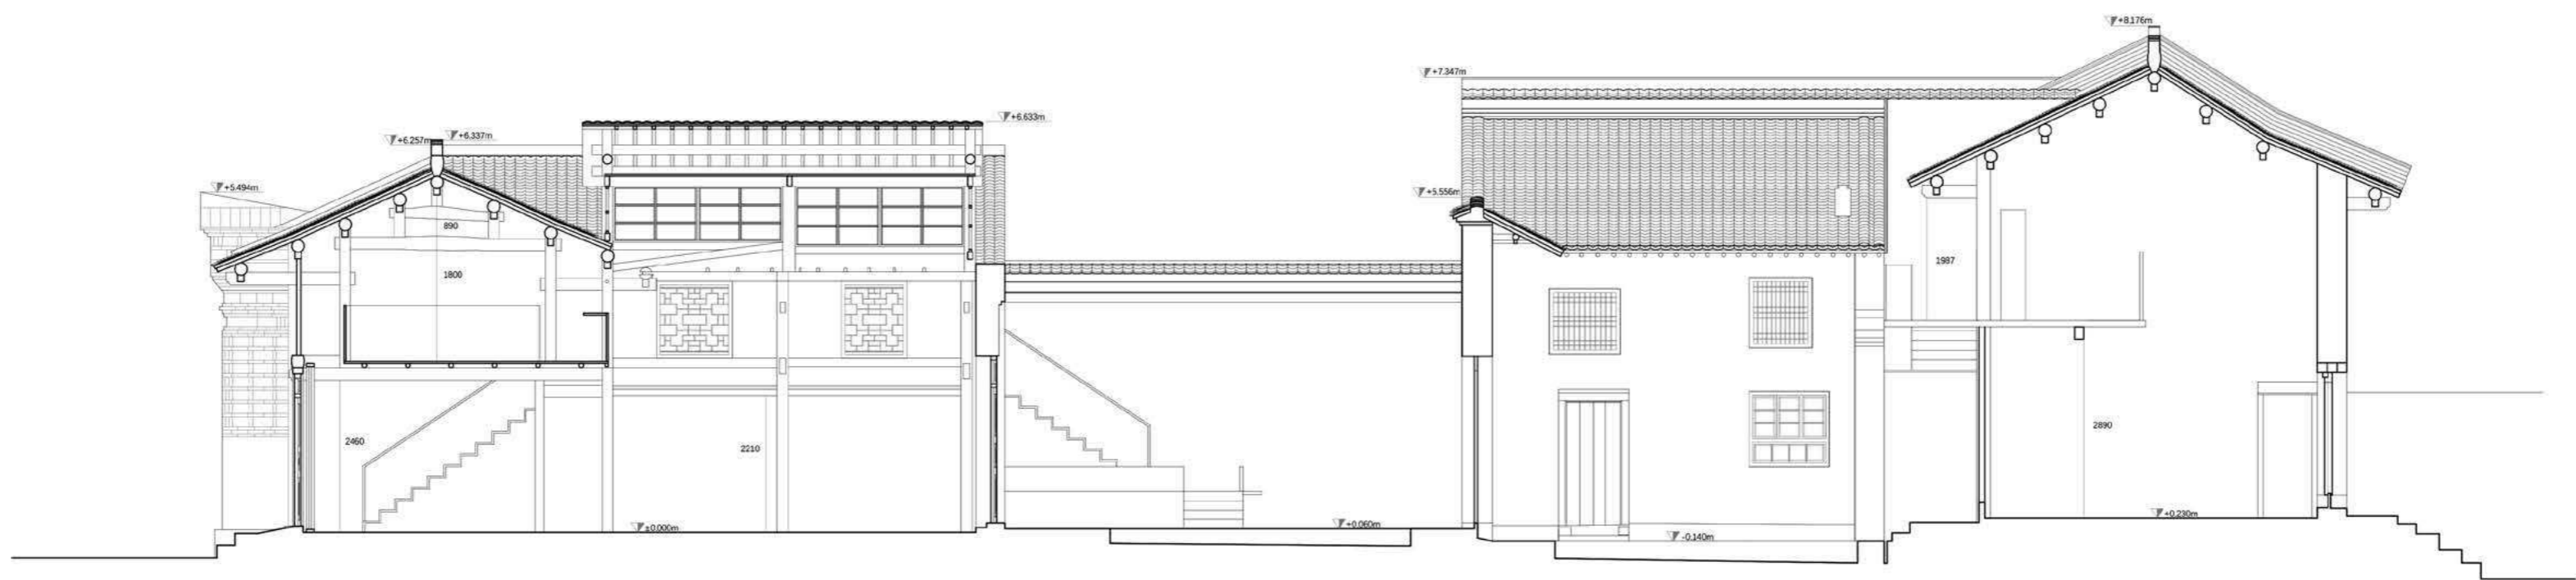 +8.176m
+7.347m
+6.633m
+6.257m
+6.337m
+5.494m
+5.556m
890
1800
1987
2460
2210
2890
±0.000m
+0.060m
-0.140m
+0.230m